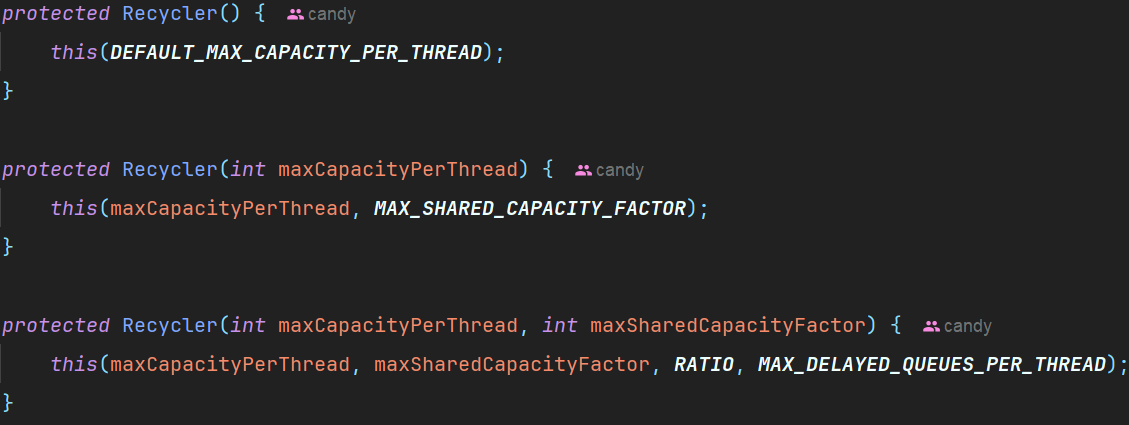 protected Recycler() { candy
    this(DEFAULT_MAX_CAPACITY_PER_THREAD);
}
protected Recycler(int maxCapacityPerThread) { candy
    this(maxCapacityPerThread, MAX_SHARED_CAPACITY_FACTOR);
}
protected Recycler(int maxCapacityPerThread, int maxSharedCapacityFactor) { candy
    this(maxCapacityPerThread, maxSharedCapacityFactor, RATIO, MAX_DELAYED_QUEUES_PER_THREAD);
}